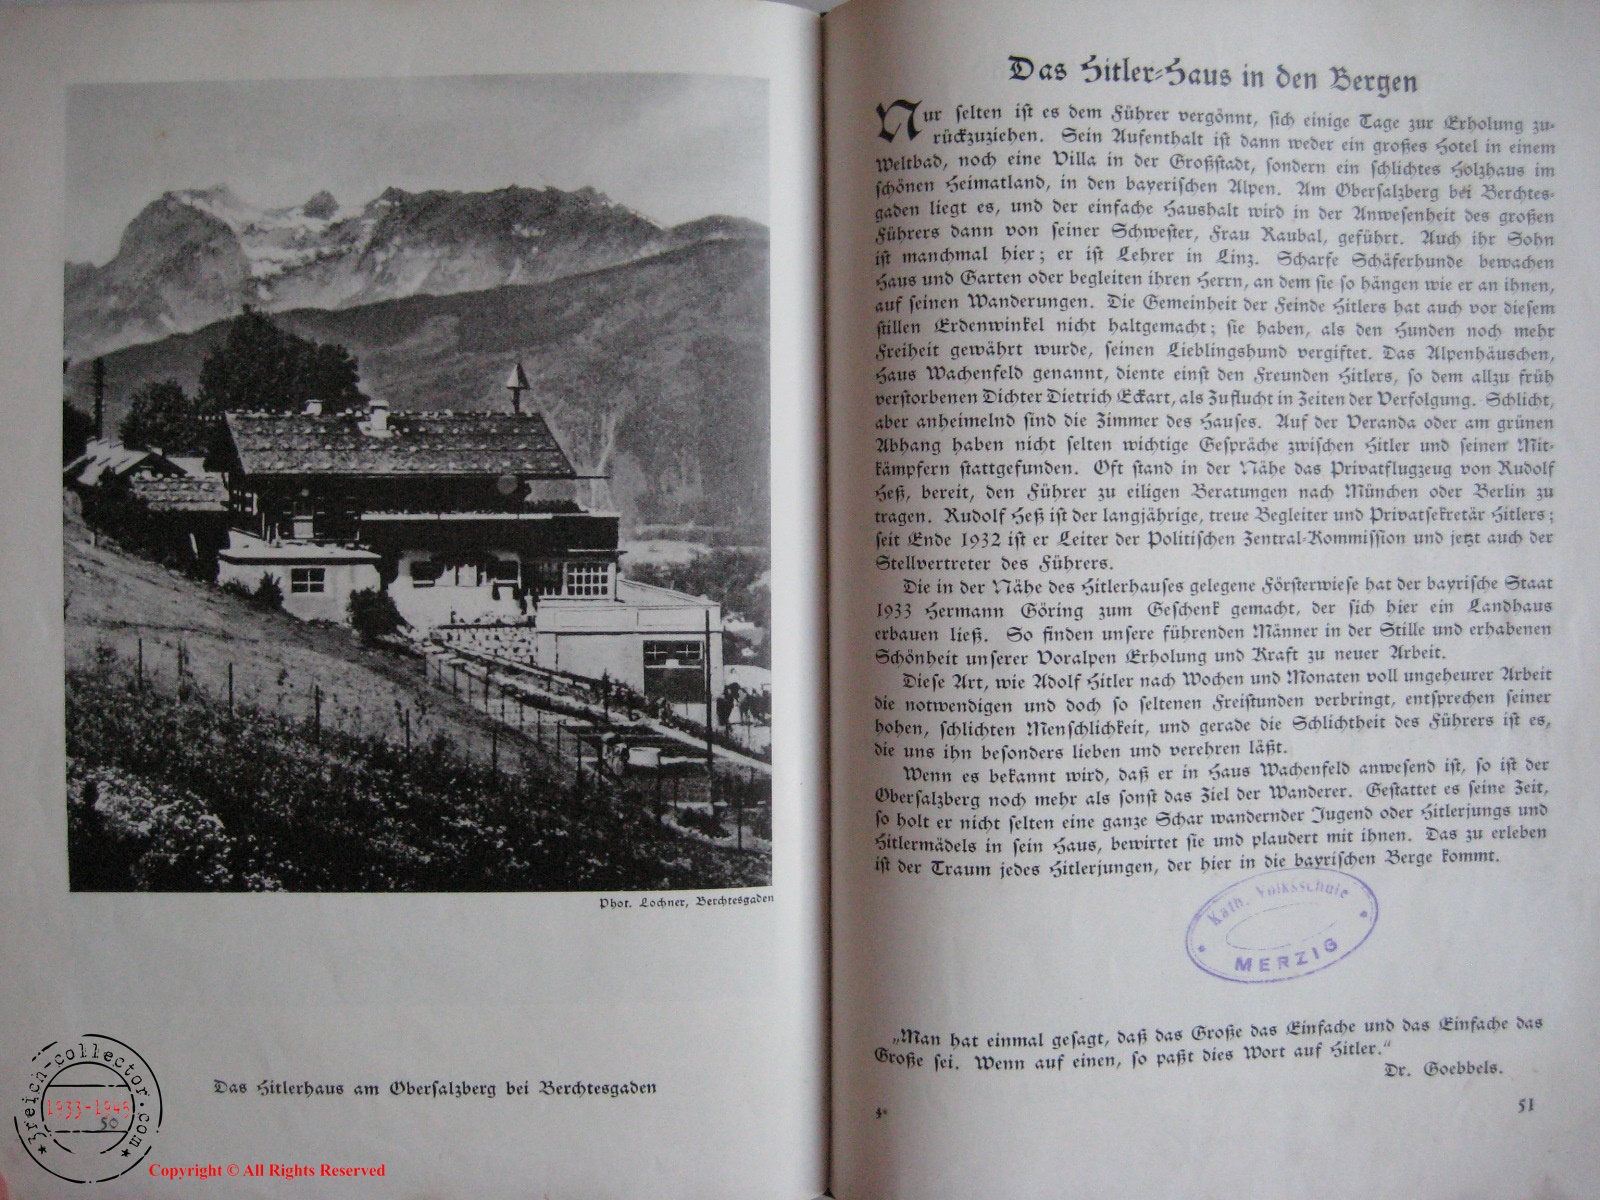 Phot. Lochner, Berchtesgaden
Das Hitlerhaus am Obersalzberg bei Berchtesgaden
50
3reich-collector.com
1933-1945
Copyright © All Rights Reserved
Das Hitler-Haus in den Bergen
Nur selten ist es dem Führer vergönnt, sich einige Tage zur Erholung zu-
rückzuziehen. Sein Aufenthalt ist dann weder ein großes Hotel in einem
Weltbad, noch eine Villa in der Großstadt, sondern ein schlichtes Holzhaus im
schönen Heimatland, in den bayerischen Alpen. Am Obersalzberg bei Berchtes-
gaden liegt es, und der einfache Haushalt wird in der Anwesenheit des großen
Führers dann von seiner Schwester, Frau Raubal, geführt. Auch ihr Sohn
ist manchmal hier; er ist Lehrer in Linz. Scharfe Schäferhunde bewachen
Haus und Garten oder begleiten ihren Herrn, an dem sie so hängen wie er an ihnen,
auf seinen Wanderungen. Die Gemeinheit der Feinde Hitlers hat auch vor diesem
stillen Erdenwinkel nicht haltgemacht; sie haben, als den Hunden noch mehr
Freiheit gewährt wurde, seinen Lieblingshund vergiftet. Das Alpenhäuschen,
Haus Wachenfeld genannt, diente einst den Freunden Hitlers, so dem allzu früh
verstorbenen Dichter Dietrich Eckart, als Zuflucht in Zeiten der Verfolgung. Schlicht,
aber anheimelnd sind die Zimmer des Hauses. Auf der Veranda oder am grünen
Abhang haben nicht selten wichtige Gespräche zwischen Hitler und seinen Mit-
kämpfern stattgefunden. Oft stand in der Nähe das Privatflugzeug von Rudolf
Heß, bereit, den Führer zu eiligen Beratungen nach München oder Berlin zu
tragen. Rudolf Heß ist der langjährige, treue Begleiter und Privatsekretär Hitlers;
seit Ende 1932 ist er Leiter der Politischen Zentral-Kommission und jetzt auch der
Stellvertreter des Führers.
Die in der Nähe des Hitlerhauses gelegene Försterwiese hat der bayrische Staat
1933 Hermann Göring zum Geschenk gemacht, der sich hier ein Landhaus
erbauen ließ. So finden unsere führenden Männer in der Stille und erhabenen
Schönheit unserer Voralpen Erholung und Kraft zu neuer Arbeit.
Diese Art, wie Adolf Hitler nach Wochen und Monaten voll ungeheurer Arbeit
die notwendigen und doch so seltenen Freistunden verbringt, entsprechen seiner
hohen, schlichten Menschlichkeit, und gerade die Schlichtheit des Führers ist es,
die uns ihn besonders lieben und verehren läßt.
Wenn es bekannt wird, daß er in Haus Wachenfeld anwesend ist, so ist der
Obersalzberg noch mehr als sonst das Ziel der Wanderer. Gestattet es seine Zeit,
so holt er nicht selten eine ganze Schar wandernder Jugend oder Hitlerjungs und
Hitlermädels in sein Haus, bewirtet sie und plaudert mit ihnen. Das zu erleben
ist der Traum jedes Hitlerjungen, der hier in die bayrischen Berge kommt.
Kath. Volksschule
MERZIG
„Man hat einmal gesagt, daß das Große das Einfache und das Einfache das
Große sei. Wenn auf einen, so paßt dies Wort auf Hitler.“
Dr. Goebbels.
4*
51